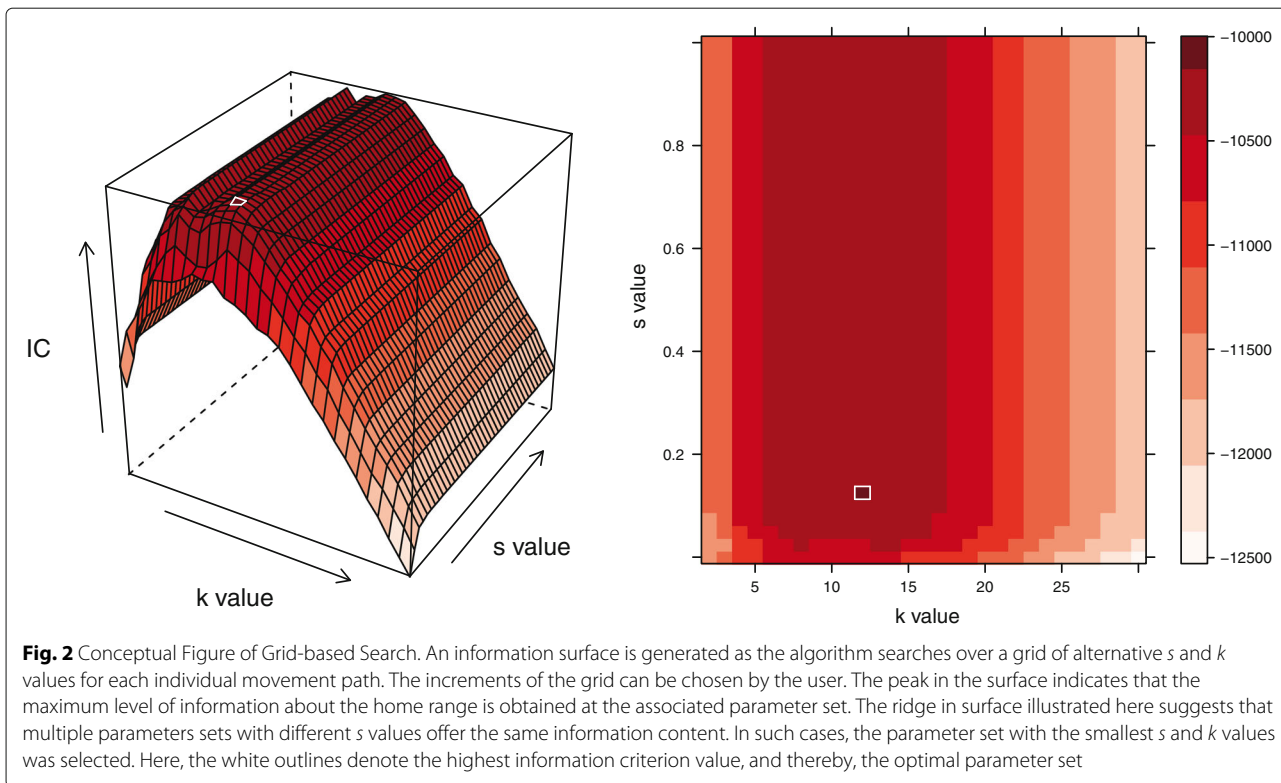 IC
k value
s value
s value
0.8
0.6
0.4
0.2
5
10
15
20
25
k value
−10000
−10500
−11000
−11500
−12000
−12500
Fig. 2 Conceptual Figure of Grid-based Search. An information surface is generated as the algorithm searches over a grid of alternative s and k
values for each individual movement path. The increments of the grid can be chosen by the user. The peak in the surface indicates that the
maximum level of information about the home range is obtained at the associated parameter set. The ridge in surface illustrated here suggests that
multiple parameters sets with different s values offer the same information content. In such cases, the parameter set with the smallest s and k values
was selected. Here, the white outlines denote the highest information criterion value, and thereby, the optimal parameter set